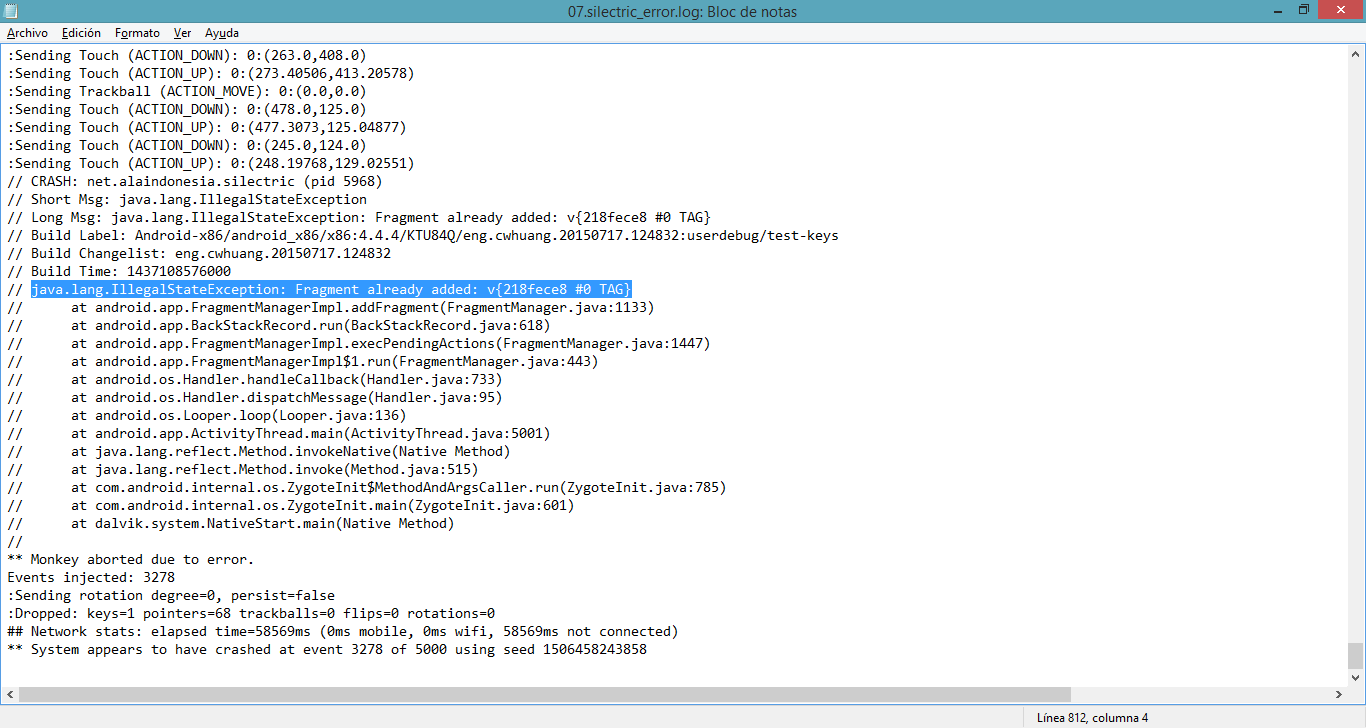 07.silectric_error.log: Bloc de notas
Archivo Edición Formato Ver Ayuda
:Sending Touch (ACTION_DOWN): 0:(263.0,408.0)
:Sending Touch (ACTION_UP): 0:(273.40506,413.20578)
:Sending Trackball (ACTION_MOVE): 0:(0.0,0.0)
:Sending Touch (ACTION_DOWN): 0:(478.0,125.0)
:Sending Touch (ACTION_UP): 0:(477.3073,125.04877)
:Sending Touch (ACTION_DOWN): 0:(245.0,124.0)
:Sending Touch (ACTION_UP): 0:(248.19768,129.02551)
// CRASH: net.alaindonesia.silectric (pid 5968)
// Short Msg: java.lang.IllegalStateException
// Long Msg: java.lang.IllegalStateException: Fragment already added: v{218fece8 #0 TAG}
// Build Label: Android-x86/android_x86/x86:4.4.4/KTU84Q/eng.cwhuang.20150717.124832:userdebug/test-keys
// Build Changelist: eng.cwhuang.20150717.124832
// Build Time: 1437108576000
// java.lang.IllegalStateException: Fragment already added: v{218fece8 #0 TAG}
//      at android.app.FragmentManagerImpl.addFragment(FragmentManager.java:1133)
//      at android.app.BackStackRecord.run(BackStackRecord.java:618)
//      at android.app.FragmentManagerImpl.execPendingActions(FragmentManager.java:1447)
//      at android.app.FragmentManagerImpl$1.run(FragmentManager.java:443)
//      at android.os.Handler.handleCallback(Handler.java:733)
//      at android.os.Handler.dispatchMessage(Handler.java:95)
//      at android.os.Looper.loop(Looper.java:136)
//      at android.app.ActivityThread.main(ActivityThread.java:5001)
//      at java.lang.reflect.Method.invokeNative(Native Method)
//      at java.lang.reflect.Method.invoke(Method.java:515)
//      at com.android.internal.os.ZygoteInit$MethodAndArgsCaller.run(ZygoteInit.java:785)
//      at com.android.internal.os.ZygoteInit.main(ZygoteInit.java:601)
//      at dalvik.system.NativeStart.main(Native Method)
//
** Monkey aborted due to error.
Events injected: 3278
:Sending rotation degree=0, persist=false
:Dropped: keys=1 pointers=68 trackballs=0 flips=0 rotations=0
## Network stats: elapsed time=58569ms (0ms mobile, 0ms wifi, 58569ms not connected)
** System appears to have crashed at event 3278 of 5000 using seed 1506458243858
Línea 812, columna 4